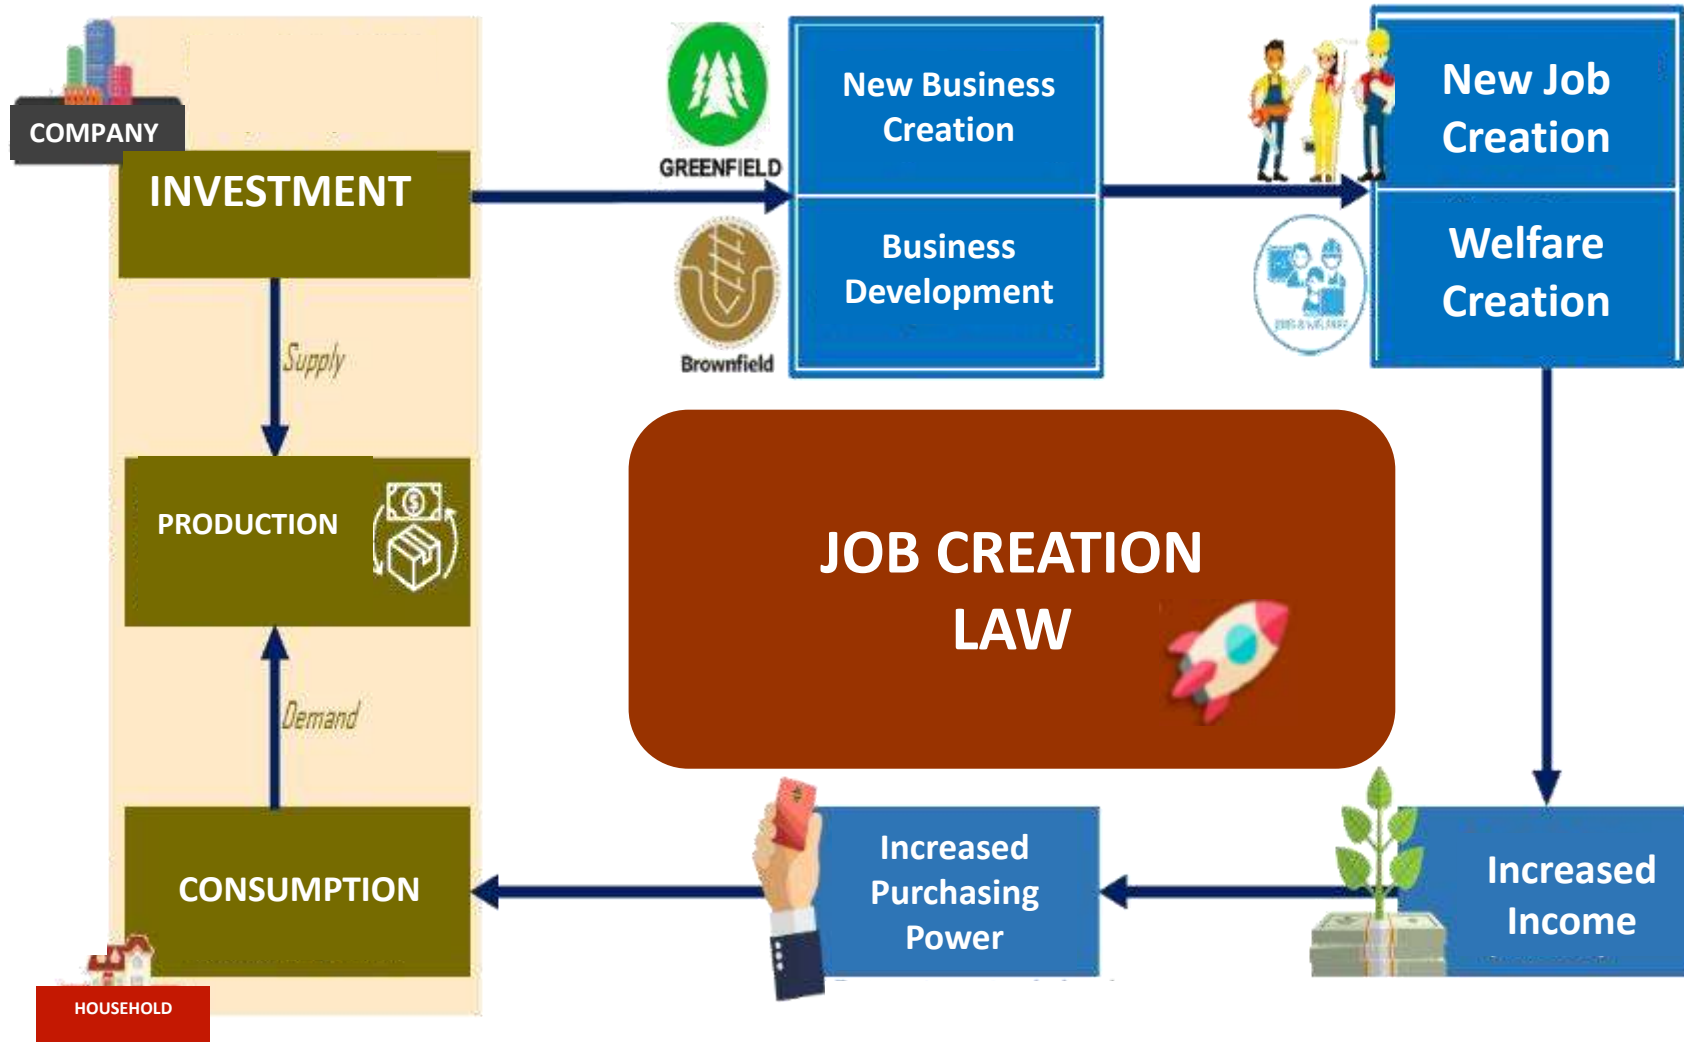 COMPANY
INVESTMENT
GREENFIELD
New Business
Creation
Brownfield
Business
Development
New Job
Creation
Welfare
Creation
Supply
PRODUCTION
JOB CREATION
LAW
Demand
CONSUMPTION
Increased
Purchasing
Power
Increased
Income
HOUSEHOLD